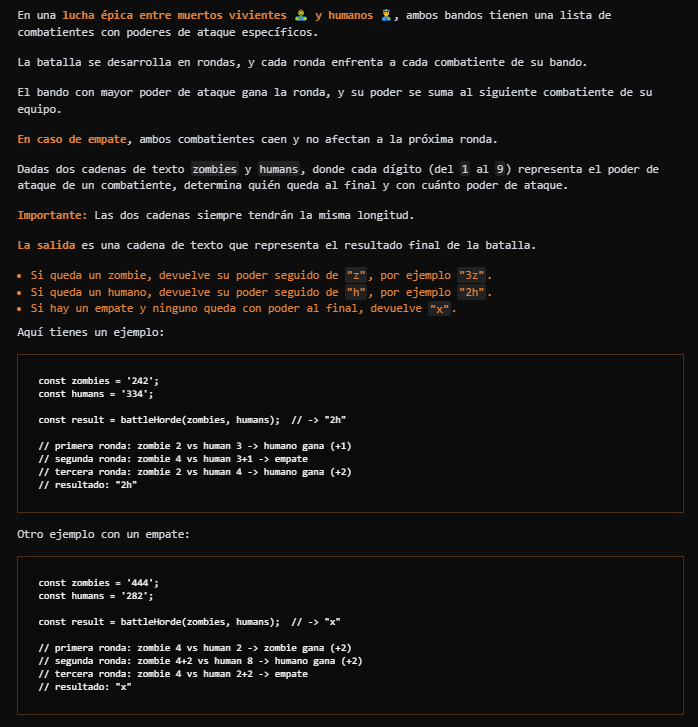 En una lucha épica entre muertos vivientes 🧟‍♂️ y humanos 👮‍♂️, ambos bandos tienen una lista de
combatientes con poderes de ataque específicos.
La batalla se desarrolla en rondas, y cada ronda enfrenta a cada combatiente de su bando.
El bando con mayor poder de ataque gana la ronda, y su poder se suma al siguiente combatiente de su
equipo.
En caso de empate, ambos combatientes caen y no afectan a la próxima ronda.
Dadas dos cadenas de texto zombies y humans, donde cada dígito (del 1 al 9) representa el poder de
ataque de un combatiente, determina quién queda al final y con cuánto poder de ataque.
Importante: Las dos cadenas siempre tendrán la misma longitud.
La salida es una cadena de texto que representa el resultado final de la batalla.
• Si queda un zombie, devuelve su poder seguido de "z", por ejemplo "3z".
• Si queda un humano, devuelve su poder seguido de "h", por ejemplo "2h".
• Si hay un empate y ninguno queda con poder al final, devuelve "x".
Aquí tienes un ejemplo:
const zombies = '242';
const humans = '334';
const result = battleHorde(zombies, humans);  // -> "2h"
// primera ronda: zombie 2 vs human 3 -> humano gana (+1)
// segunda ronda: zombie 4 vs human 3+1 -> empate
// tercera ronda: zombie 2 vs human 4 -> humano gana (+2)
// resultado: "2h"
Otro ejemplo con un empate:
const zombies = '444';
const humans = '282';
const result = battleHorde(zombies, humans);  // -> "x"
// primera ronda: zombie 4 vs human 2 -> zombie gana (+2)
// segunda ronda: zombie 4+2 vs human 8 -> humano gana (+2)
// tercera ronda: zombie 4 vs human 2+2 -> empate
// resultado: "x"